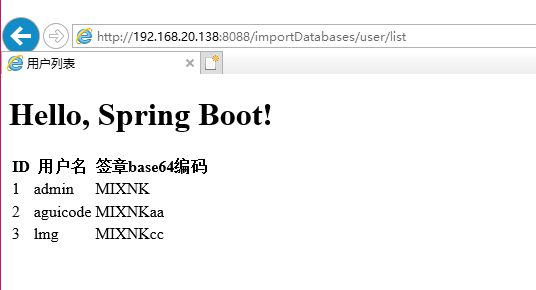 http://192.168.20.138:8088/importDatabases/user/list
用户列表
Hello, Spring Boot!
ID 用户名 签章base64编码
1 admin MIXNK
2 aguicode MIXNKaa
3 lmg MIXNKcc